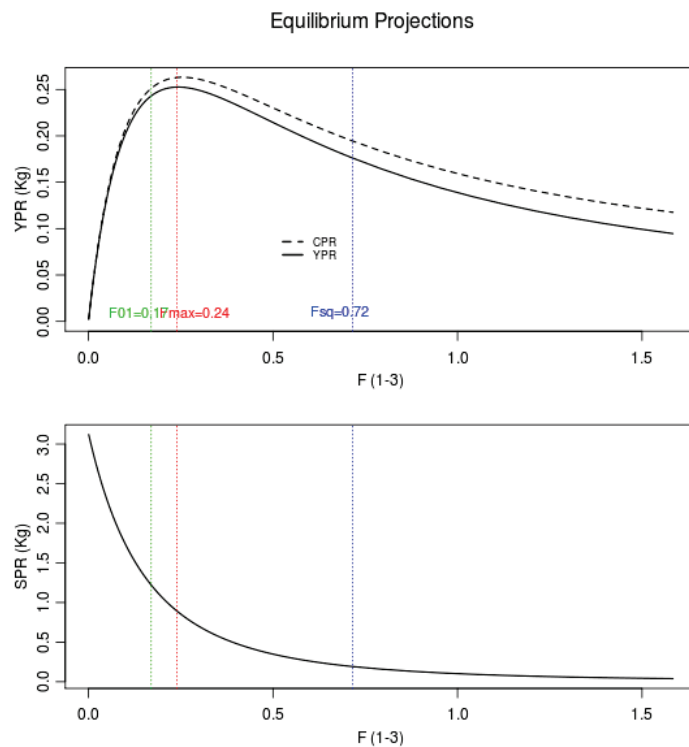 Equilibrium Projections
YPR (Kg)
0.25
0.20
0.15
0.10
0.05
0.00
CPR
YPR
F01=0.17
Fmax=0.24
Fsq=0.72
0.0 0.5 1.0 1.5
F (1-3)
SPR (Kg)
3.0
2.5
2.0
1.5
1.0
0.5
0.0
0.0 0.5 1.0 1.5
F (1-3)